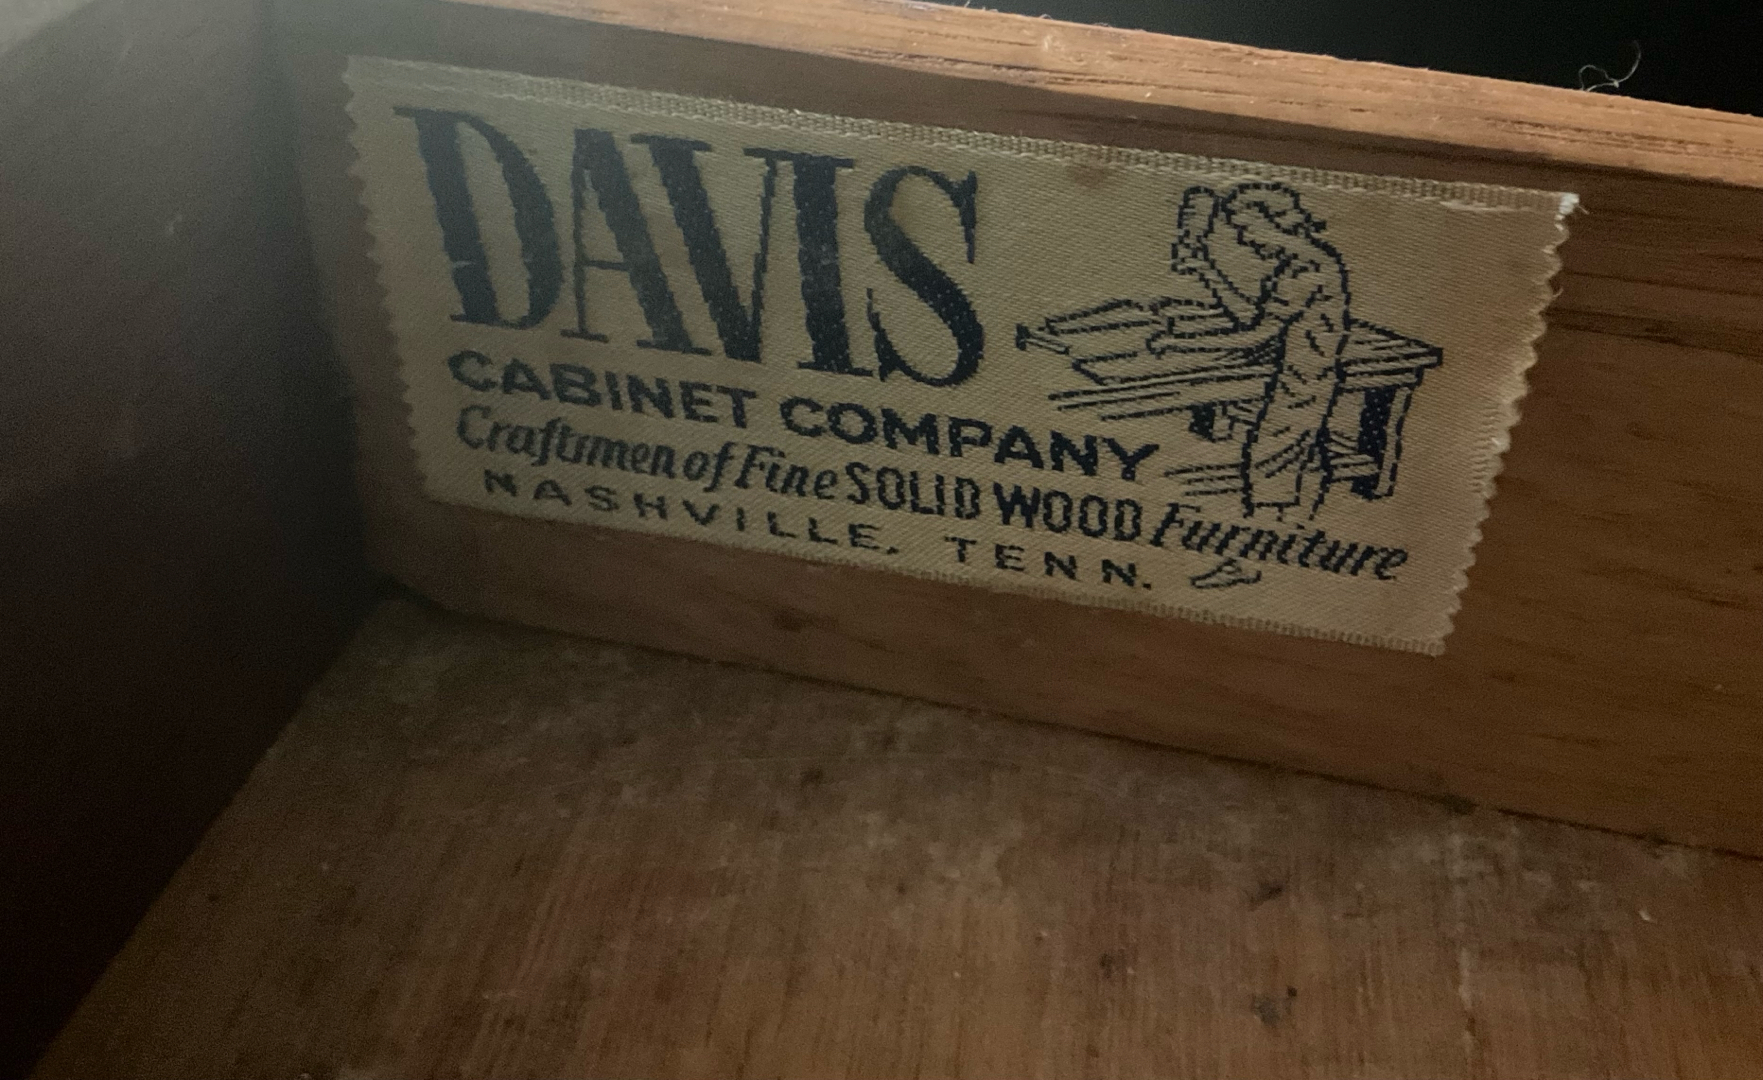 DAVIS
CABINET COMPANY
Craftsmen of Fine SOLID WOOD Furniture
NASHVILLE, TENN.